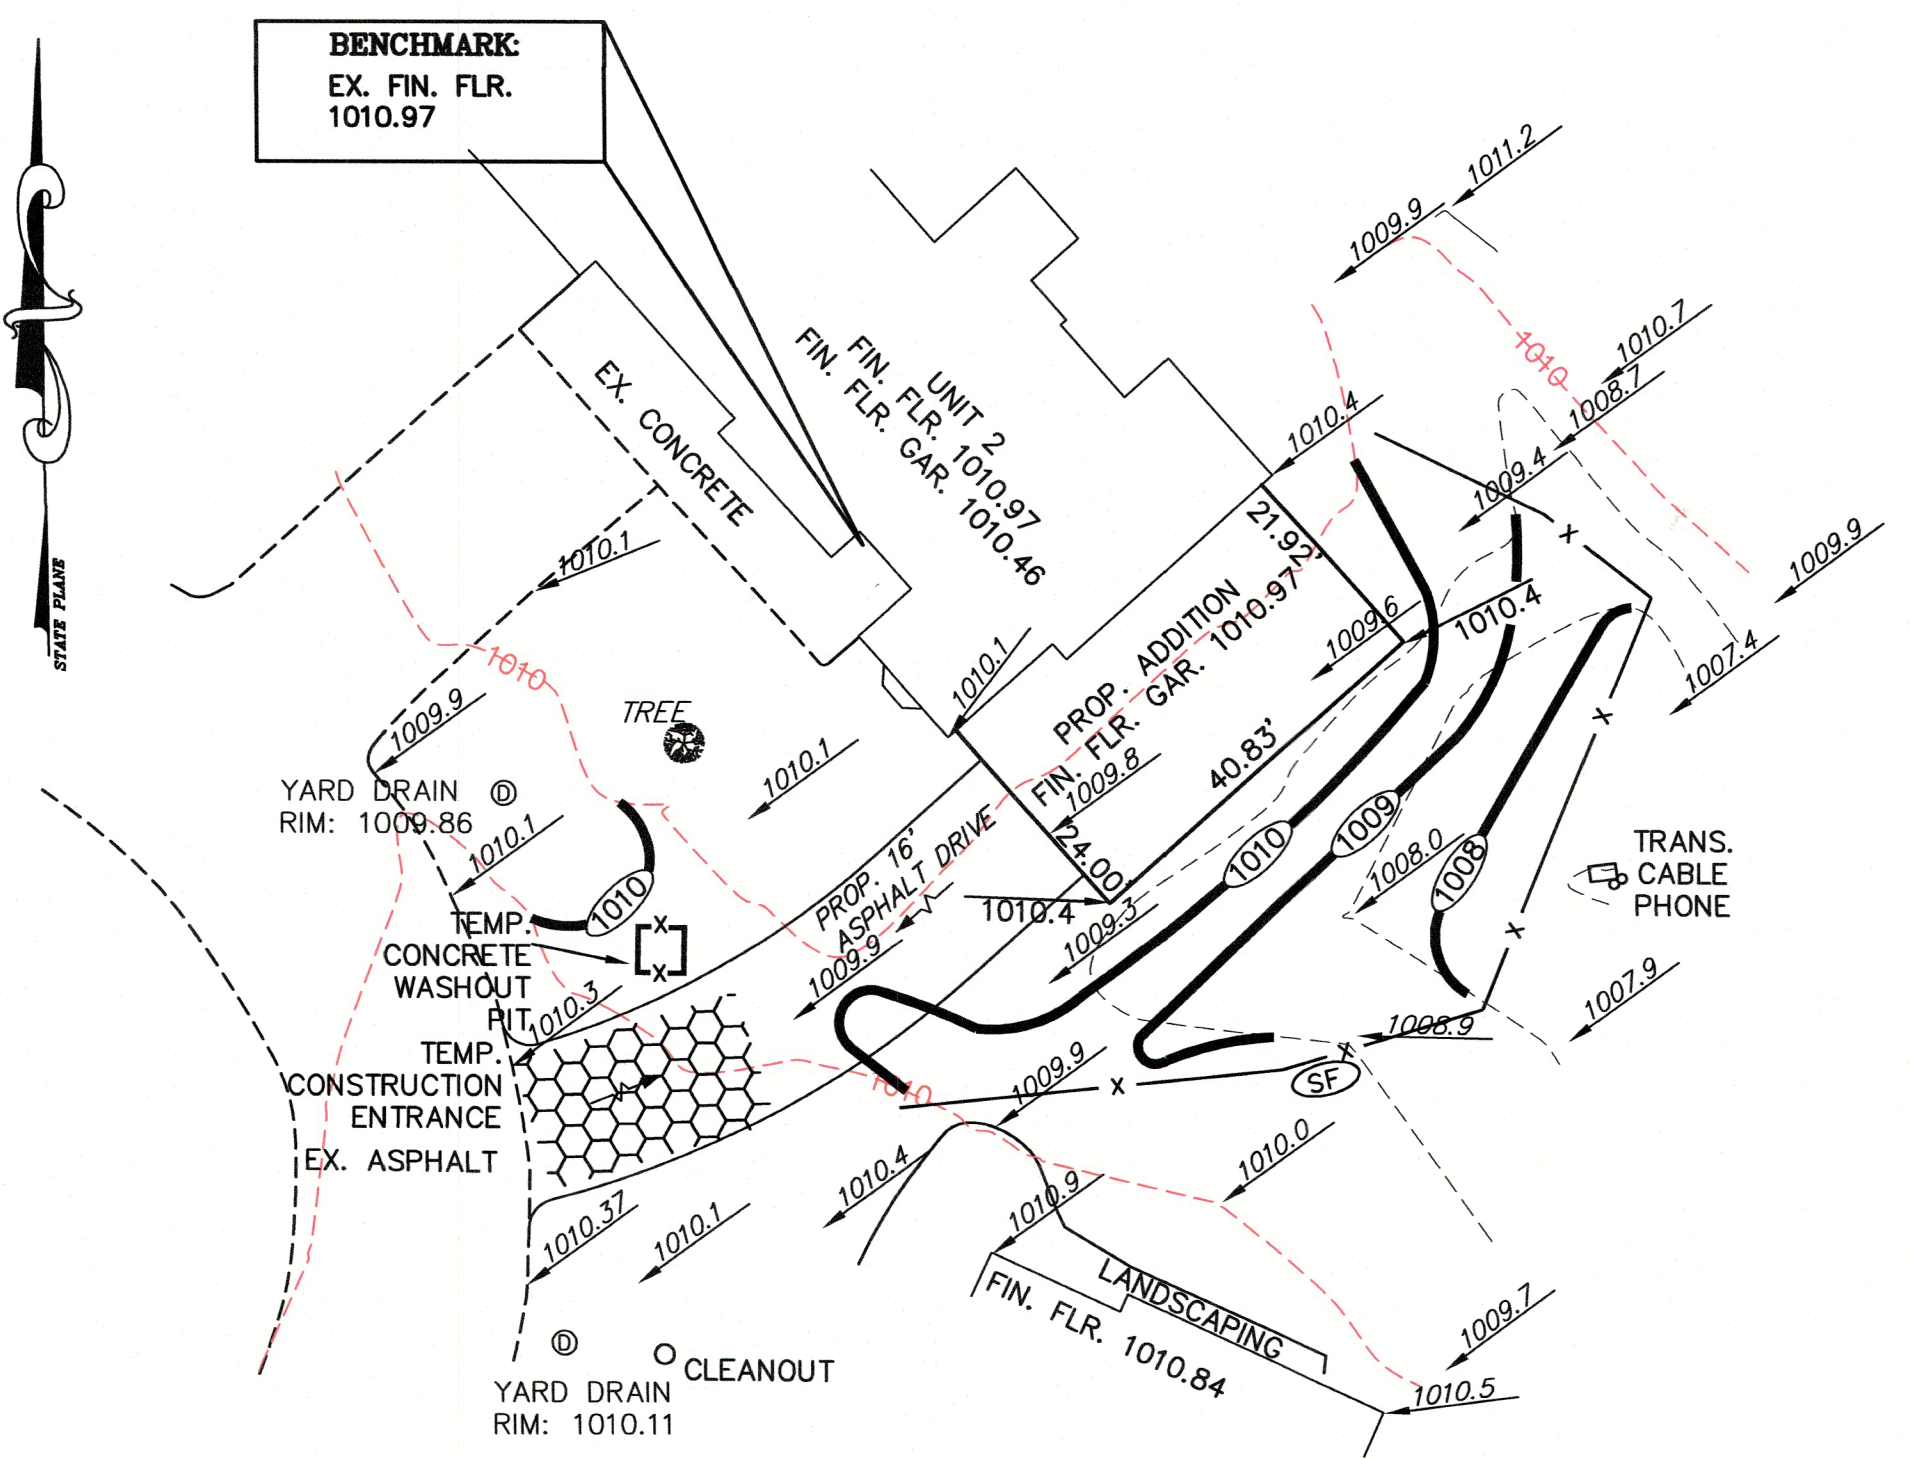 BENCHMARK:
EX. FIN. FLR.
1010.97
STATE PLANE
1011.2
1009.9
1010
1010.7
1008.7
1010.4
1009.4
1009.9
EX. CONCRETE
UNIT 2
FIN. FLR. 1010.97
FIN. FLR. GAR. 1010.46
21.92'
1010.1
1010
1009.9
TREE
1010.1
1010.1
PROP. ADDITION
FIN. FLR. GAR. 1010.97
1009.6
1010.4
1007.4
40.83'
1009.8
24.00'
YARD DRAIN D
RIM: 1009.86
1010.1
1010
PROP. 16'
ASPHALT DRIVE
1010.4
1009.3
1009.9
1010
1009
1008
1008.0
TRANS.
CABLE
PHONE
TEMP.
CONCRETE
WASHOUT
PIT
X
X
1010.3
TEMP.
CONSTRUCTION
ENTRANCE
EX. ASPHALT
1010
1009.9
X
X
SF
1008.9
X
X
X
1007.9
1010.4
1010.0
1010.9
1010.37
1010.1
LANDSCAPING
FIN. FLR. 1010.84
1009.7
1010.5
D
CLEANOUT
YARD DRAIN
RIM: 1010.11